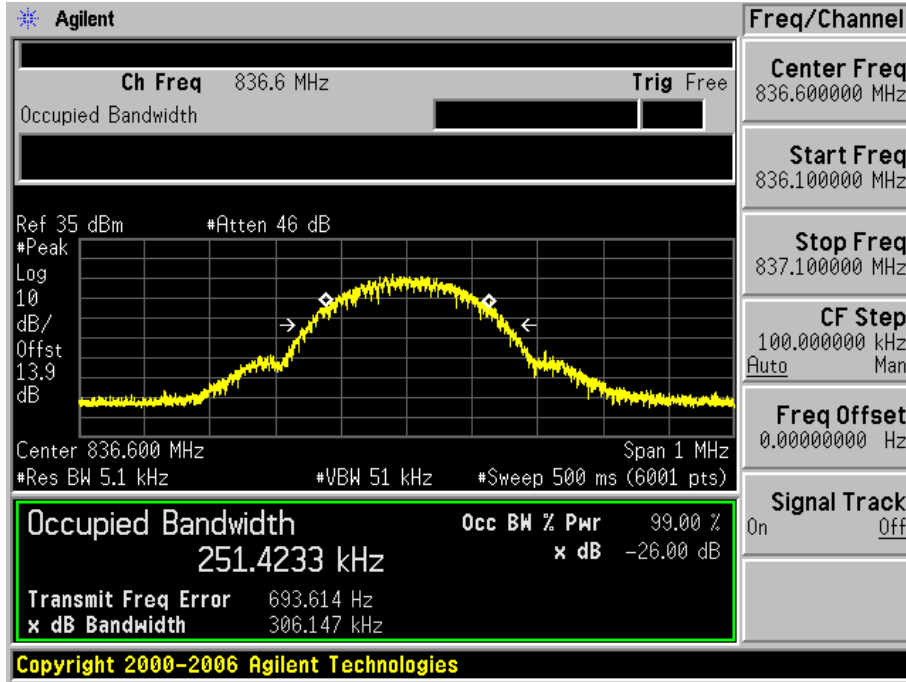 Agilent
Freq/Channel
Ch Freq 836.6 MHz Trig Free
Occupied Bandwidth
Center Freq
836.600000 MHz
Start Freq
836.100000 MHz
Stop Freq
837.100000 MHz
CF Step
100.000000 kHz
Auto Man
Freq Offset
0.00000000 Hz
Signal Track
On Off
Ref 35 dBm #Atten 46 dB
#Peak
Log
10
dB/
Offst
13.9
dB
Center 836.600 MHz Span 1 MHz
#Res BW 5.1 kHz #VBW 51 kHz #Sweep 500 ms (6001 pts)
Occupied Bandwidth
251.4233 kHz
Occ BW % Pwr 99.00 %
x dB -26.00 dB
Transmit Freq Error 693.614 Hz
x dB Bandwidth 306.147 kHz
Copyright 2000-2006 Agilent Technologies